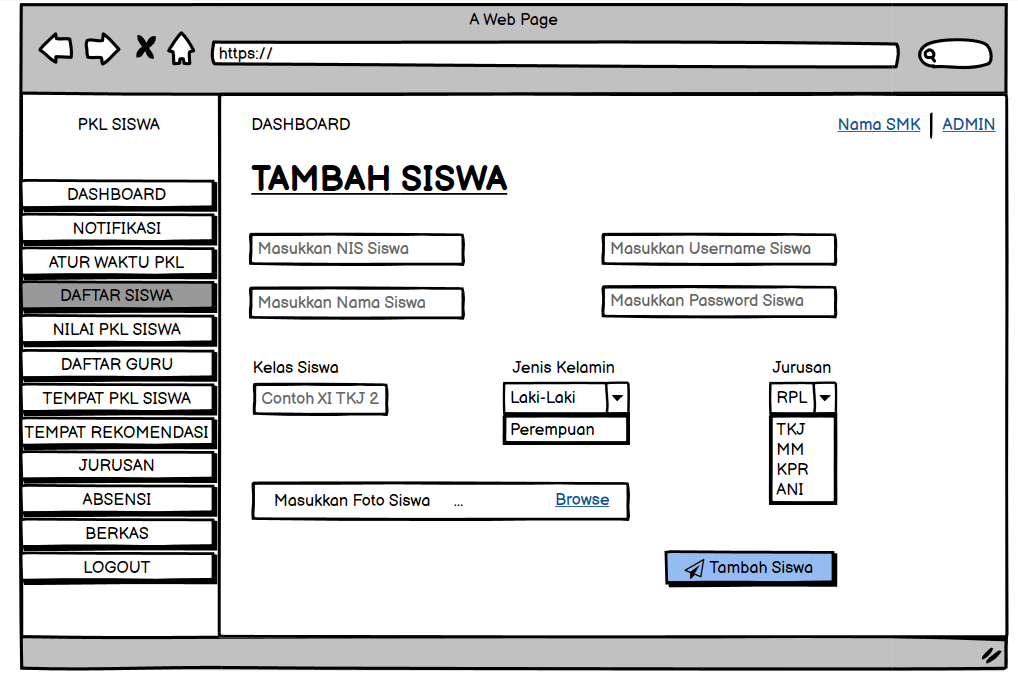 A Web Page
https://
PKL SISWA
DASHBOARD
NOTIFIKASI
ATUR WAKTU PKL
DAFTAR SISWA
NILAI PKL SISWA
DAFTAR GURU
TEMPAT PKL SISWA
TEMPAT REKOMENDASI
JURUSAN
ABSENSI
BERKAS
LOGOUT
DASHBOARD
Nama SMK | ADMIN
TAMBAH SISWA
Masukkan NIS Siswa
Masukkan Username Siswa
Masukkan Nama Siswa
Masukkan Password Siswa
Kelas Siswa
Contoh XI TKJ 2
Jenis Kelamin
Laki-Laki
Perempuan
Jurusan
RPL
TKJ
MM
KPR
ANI
Masukkan Foto Siswa ... Browse
Tambah Siswa